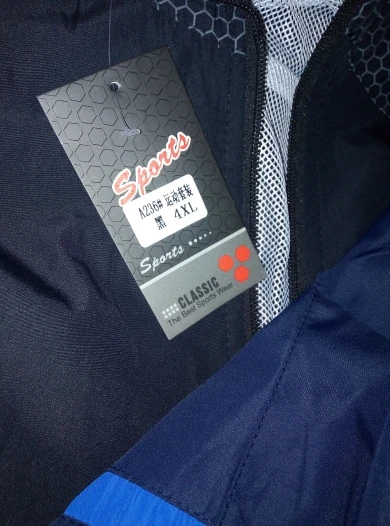 Sports
A236# 运动套装
黑 4XL
Sports
CLASSIC
The Best Sports Wear